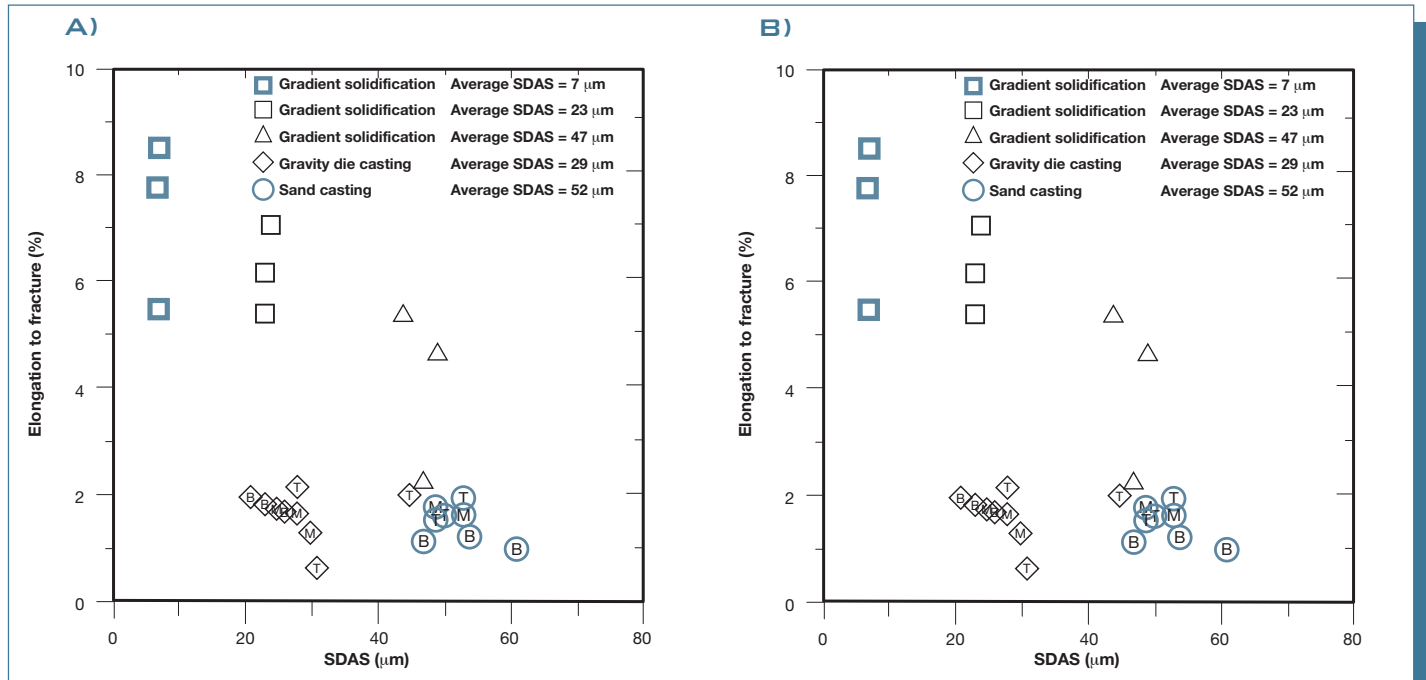 A)
10
8
6
4
2
0
Elongation to fracture (%)
Gradient solidification Average SDAS = 7 μm
Gradient solidification Average SDAS = 23 μm
Gradient solidification Average SDAS = 47 μm
Gravity die casting Average SDAS = 29 μm
Sand casting Average SDAS = 52 μm
T
B
B
M
B
M
M
T
T
M
T
T
T
M
B
B
B
0 20 40 60 80
SDAS (μm)
B)
10
8
6
4
2
0
Elongation to fracture (%)
Gradient solidification Average SDAS = 7 μm
Gradient solidification Average SDAS = 23 μm
Gradient solidification Average SDAS = 47 μm
Gravity die casting Average SDAS = 29 μm
Sand casting Average SDAS = 52 μm
T
B
B
M
B
M
M
T
T
M
T
T
T
M
B
B
B
0 20 40 60 80
SDAS (μm)